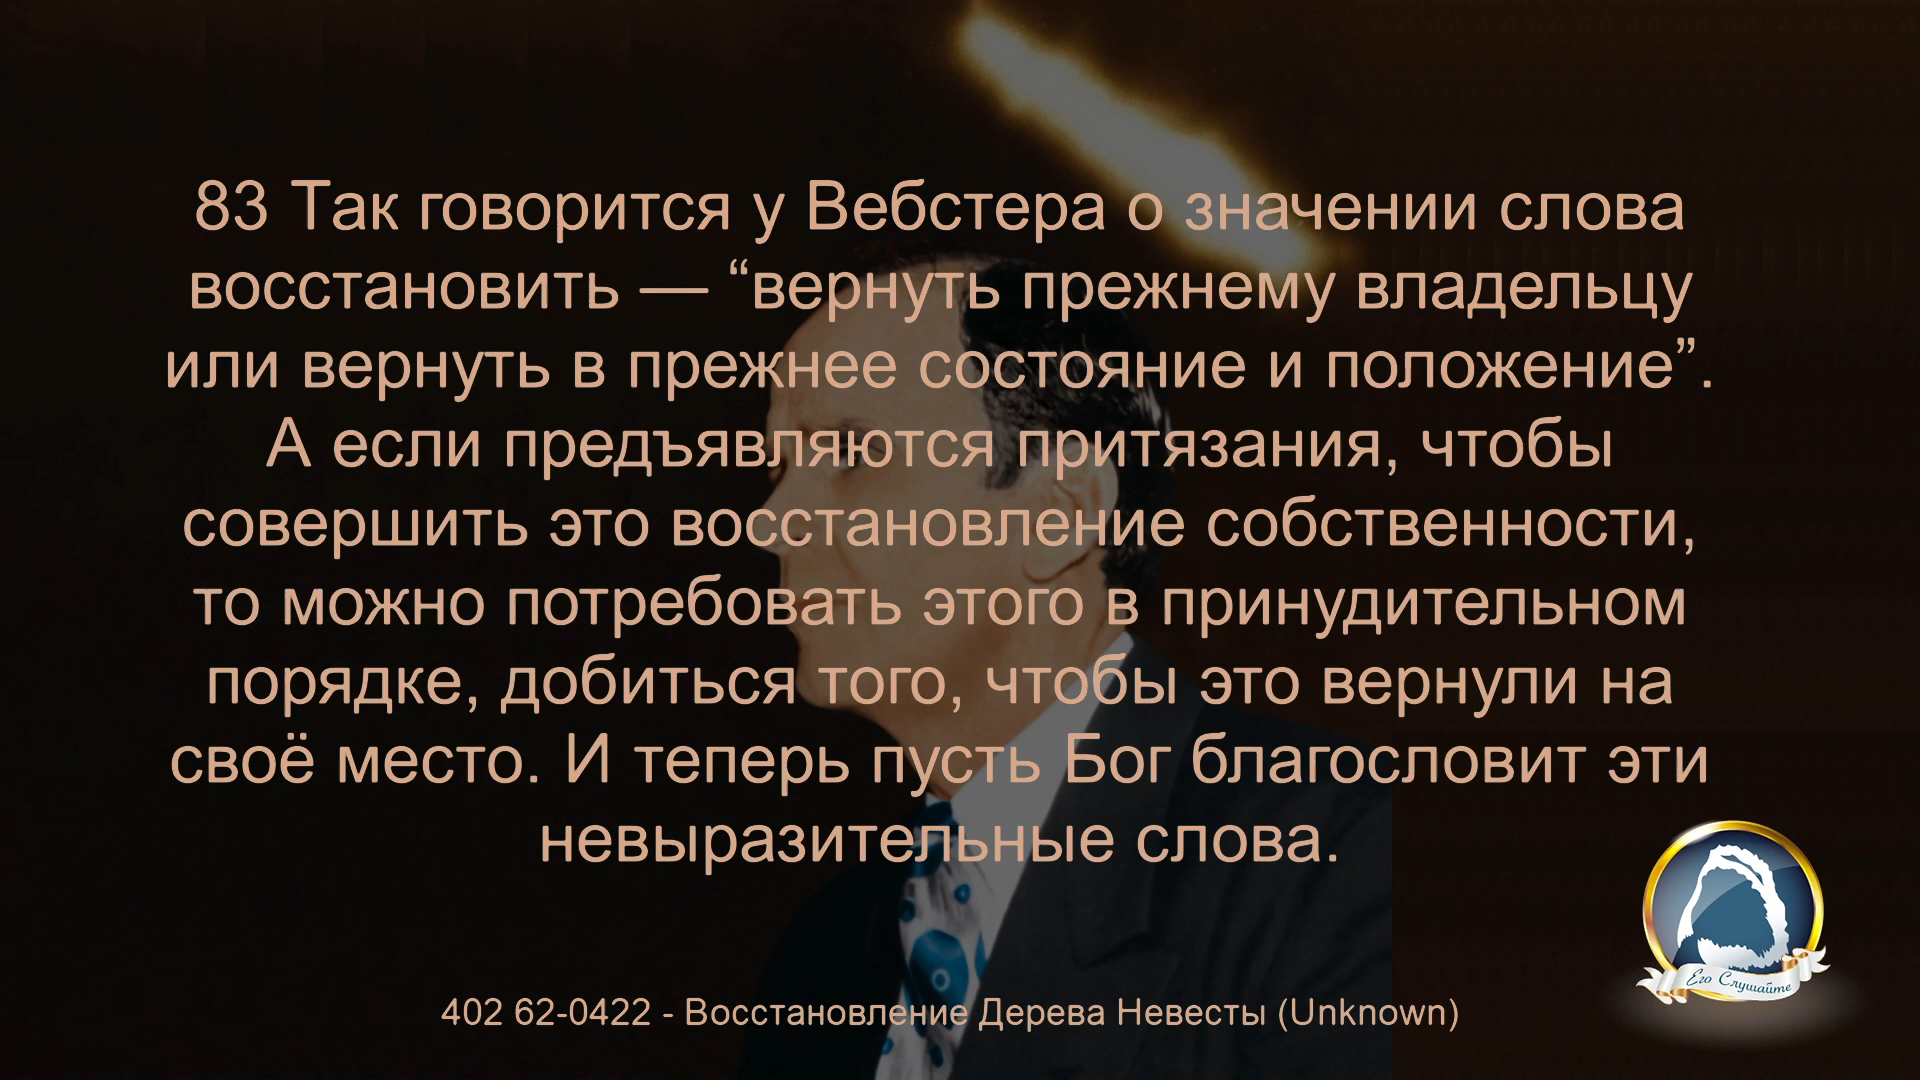 83 Так говорится у Вебстера о значении слова
восстановить — “вернуть прежнему владельцу
или вернуть в прежнее состояние и положение”.
А если предъявляются притязания, чтобы
совершить это восстановление собственности,
то можно потребовать этого в принудительном
порядке, добиться того, чтобы это вернули на
своё место. И теперь пусть Бог благословит эти
невыразительные слова.
Его Слушайте
402 62-0422 - Восстановление Дерева Невесты (Unknown)